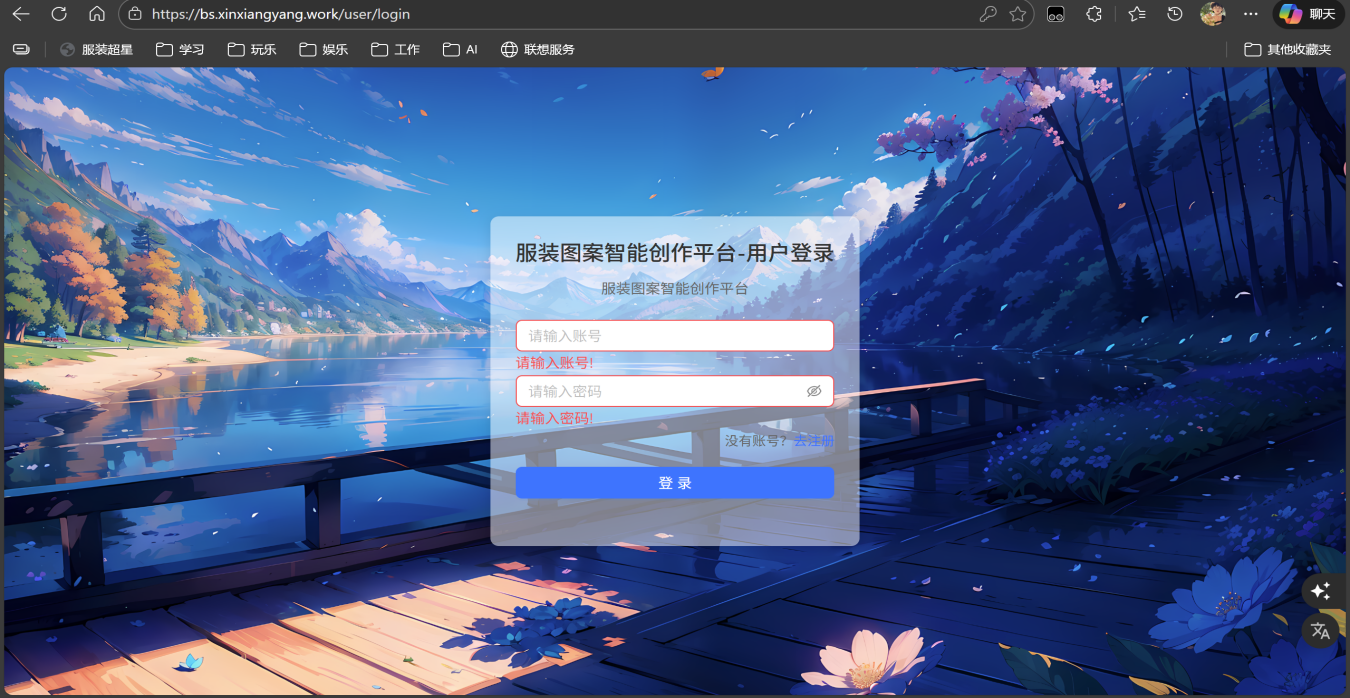 https://bs.xinxiangyang.work/user/login
聊天
服装超星
学习
玩乐
娱乐
工作
AI
联想服务
其他收藏夹
服装图案智能创作平台-用户登录
服装图案智能创作平台
请输入账号
请输入账号!
请输入密码
请输入密码!
没有账号？去注册
登 录